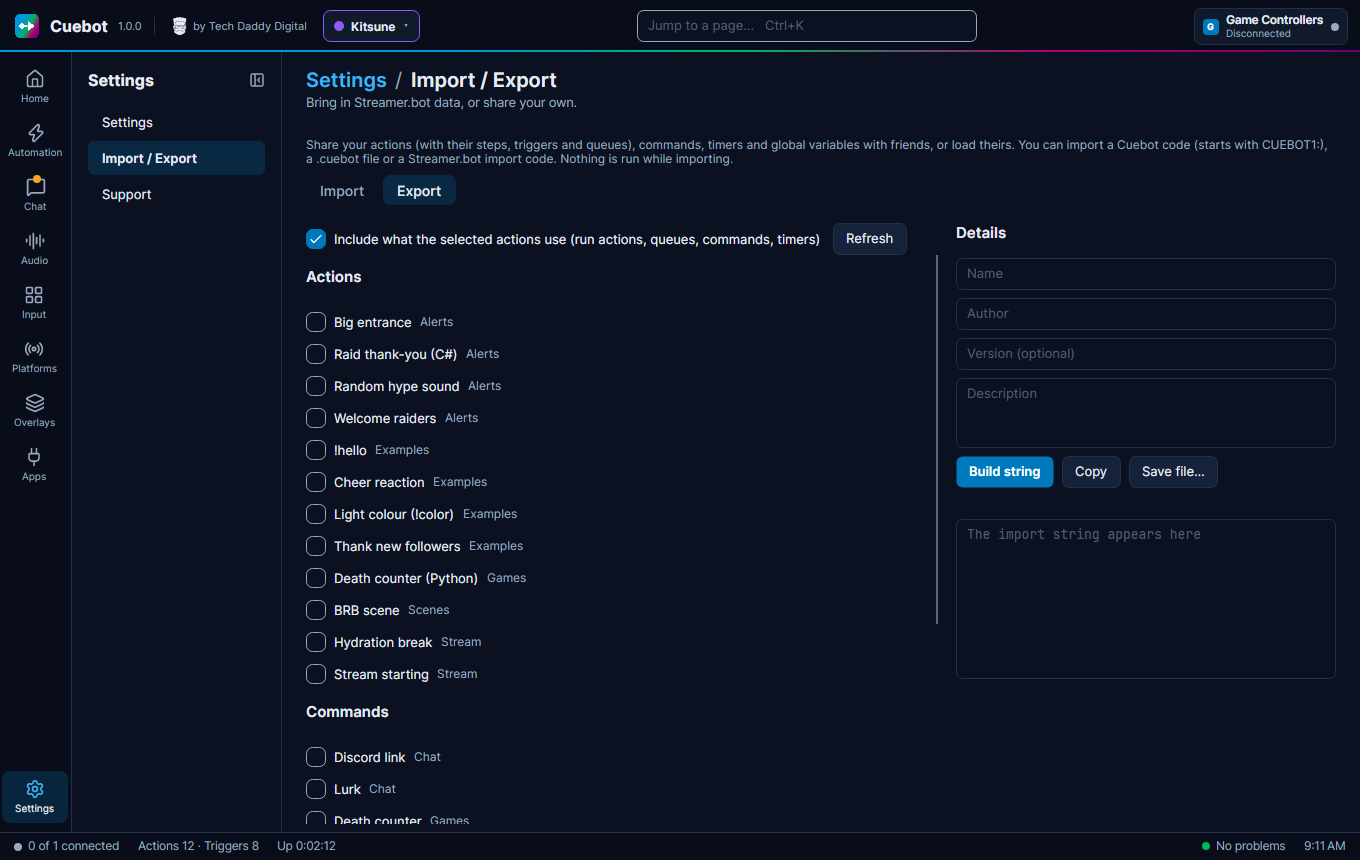 Cuebot 1.0.0 by Tech Daddy Digital Kitsune Jump to a page... Ctrl+K G Game Controllers
Disconnected
Home
Automation
Chat
Audio
Input
Platforms
Overlays
Apps
Settings
Settings
Settings
Import / Export
Support
Settings / Import / Export
Bring in Streamer.bot data, or share your own.
Share your actions (with their steps, triggers and queues), commands, timers and global variables with friends, or load theirs. You can import a Cuebot code (starts with CUEBOT1:),
a .cuebot file or a Streamer.bot import code. Nothing is run while importing.
Import Export
Include what the selected actions use (run actions, queues, commands, timers) Refresh
Actions
Big entrance Alerts
Raid thank-you (C#) Alerts
Random hype sound Alerts
Welcome raiders Alerts
!hello Examples
Cheer reaction Examples
Light colour (!color) Examples
Thank new followers Examples
Death counter (Python) Games
BRB scene Scenes
Hydration break Stream
Stream starting Stream
Commands
Discord link Chat
Lurk Chat
Death counter Games
Details
Name
Author
Version (optional)
Description
Build string Copy Save file...
The import string appears here
0 of 1 connected Actions 12 · Triggers 8 Up 0:02:12 No problems 9:11 AM